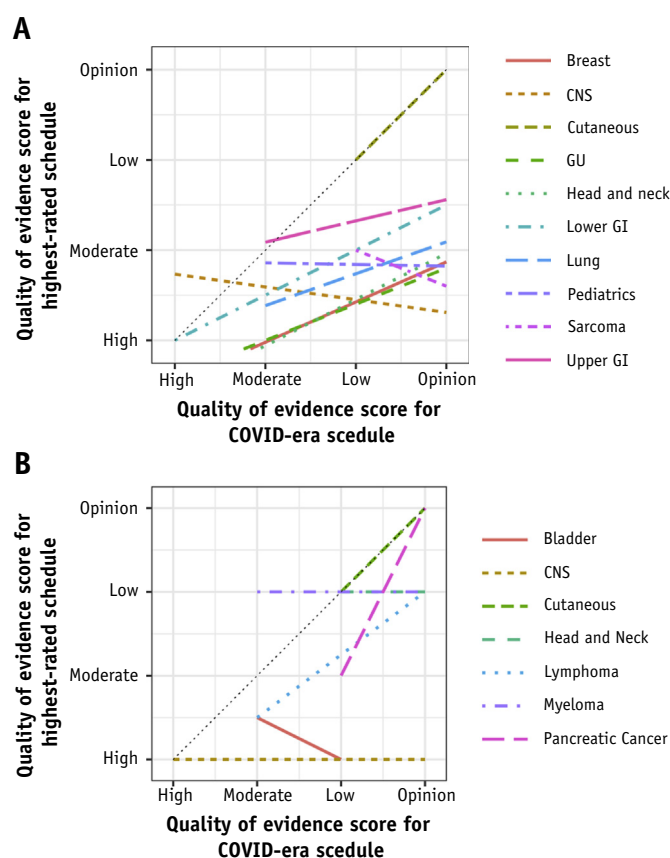 A
Quality of evidence score for
highest-rated schedule
Opinion
Low
Moderate
High
High
Moderate
Low
Opinion
Quality of evidence score for
COVID-era scedule
Breast
CNS
Cutaneous
GU
Head and neck
Lower GI
Lung
Pediatrics
Sarcoma
Upper GI
B
Quality of evidence score for
highest-rated schedule
Opinion
Low
Moderate
High
High
Moderate
Low
Opinion
Quality of evidence score for
COVID-era scedule
Bladder
CNS
Cutaneous
Head and Neck
Lymphoma
Myeloma
Pancreatic Cancer